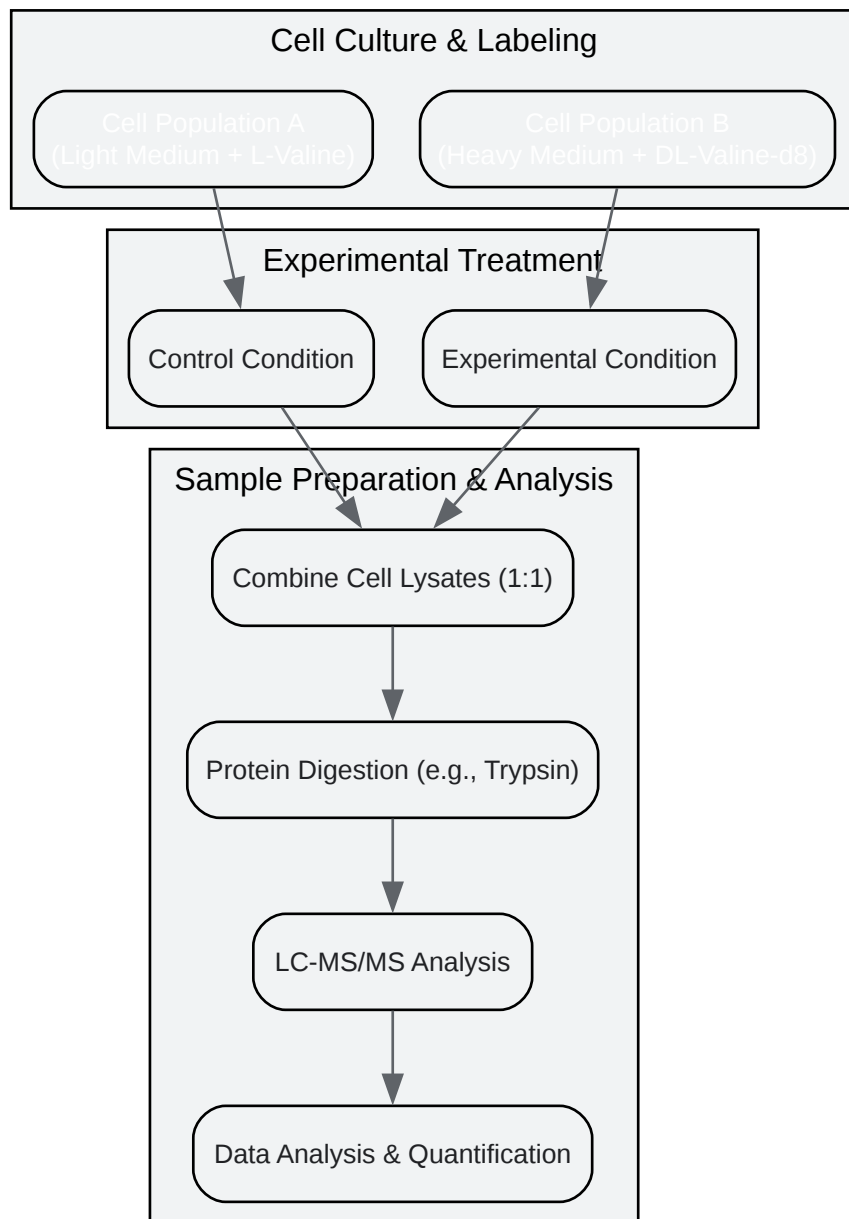 Cell Culture & Labeling
Cell Population A
(Light Medium + L-Valine)
Cell Population B
(Heavy Medium + DL-Valine-d8)
Experimental Treatment
Control Condition
Experimental Condition
Sample Preparation & Analysis
Combine Cell Lysates (1:1)
Protein Digestion (e.g., Trypsin)
LC-MS/MS Analysis
Data Analysis & Quantification